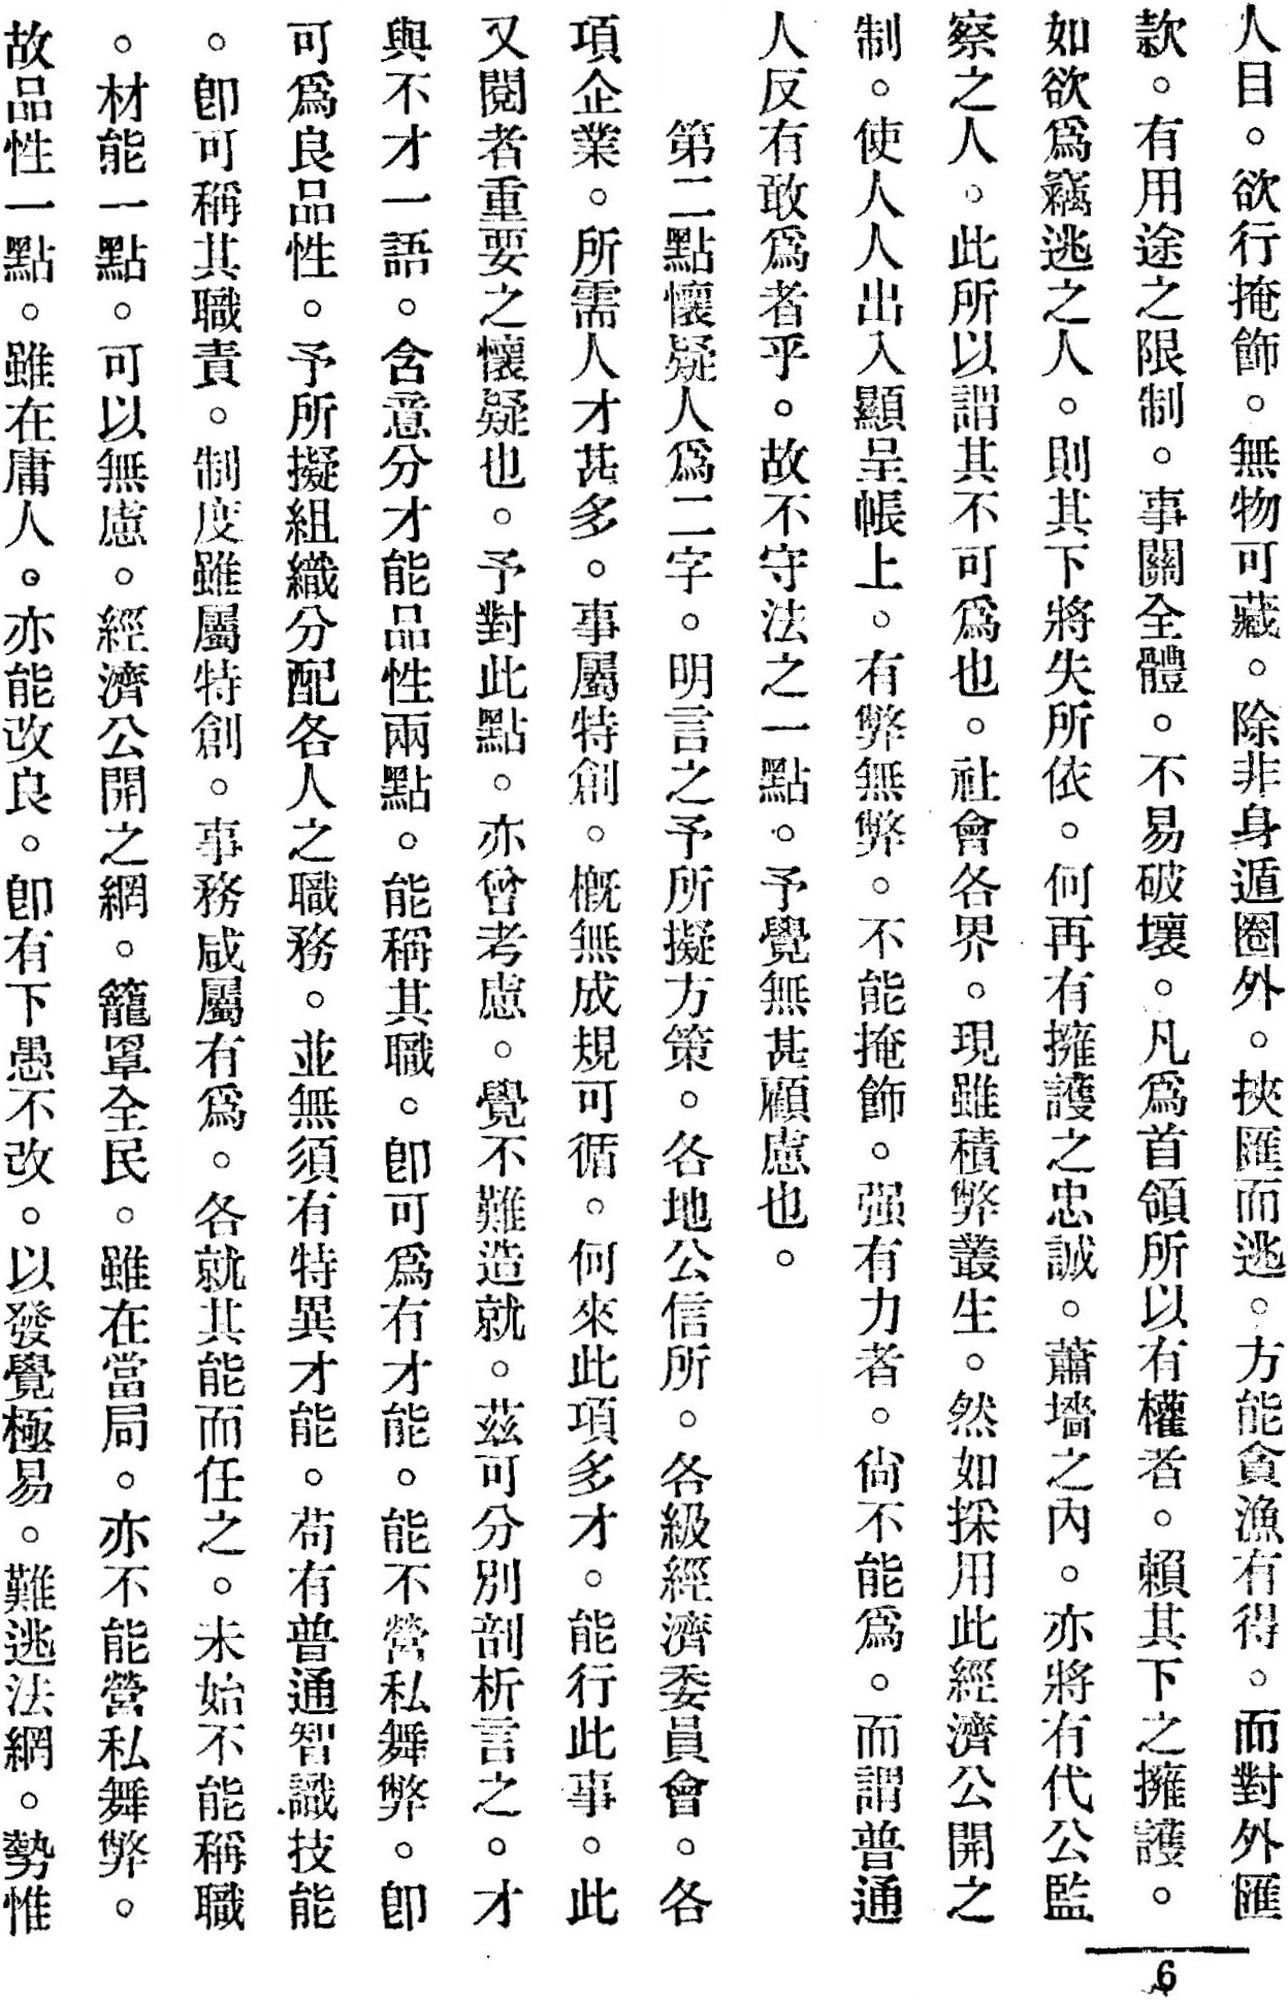 人目。欲行掩飾。無物可藏。除非身遁圈外。挾匯而逃。方能貪漁有得。而對外匯
款。有用途之限制。事關全體。不易破壞。凡爲首領所以有權者。賴其下之擁護。
如欲爲竊逃之人。則其下將失所依。何再有擁護之忠誠。蕭墻之內。亦將有代公監
察之人。此所以謂其不可爲也。社會各界。現雖積弊叢生。然如採用此經濟公開之
制。使人人出入顯呈帳上。有弊無弊。不能掩飾。强有力者。尙不能爲。而謂普通
人反有敢爲者乎。故不守法之一點。予覺無甚顧慮也。
第二點懷疑人爲二字。明言之予所擬方策。各地公信所。各級經濟委員會。各
項企業。所需人才甚多。事屬特創。槪無成規可循。何來此項多才。能行此事。此
又閱者重要之懷疑也。予對此點。亦曾考慮。覺不難造就。茲可分別剖析言之。才
與不才一語。含意分才能品性兩點。能稱其職。卽可爲有才能。能不營私舞弊。卽
可爲良品性。予所擬組織分配各人之職務。並無須有特異才能。苟有普通智識技能
。卽可稱其職責。制度雖屬特創。事務咸屬有爲。各就其能而任之。未始不能稱職
。材能一點。可以無慮。經濟公開之網。籠罩全民。雖在當局。亦不能營私舞弊。
故品性一點。雖在庸人。亦能改良。卽有下愚不改。以發覺極易。難逃法網。勢惟
6